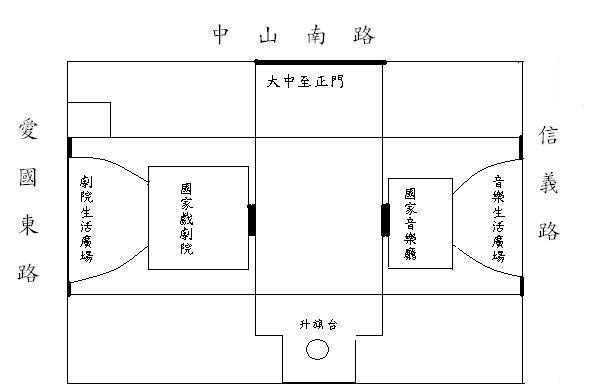 中山南路
大中至正門
愛國東路
劇院生活廣場
國家戲劇院
國家音樂廳
音樂生活廣場
信義路
升旗台